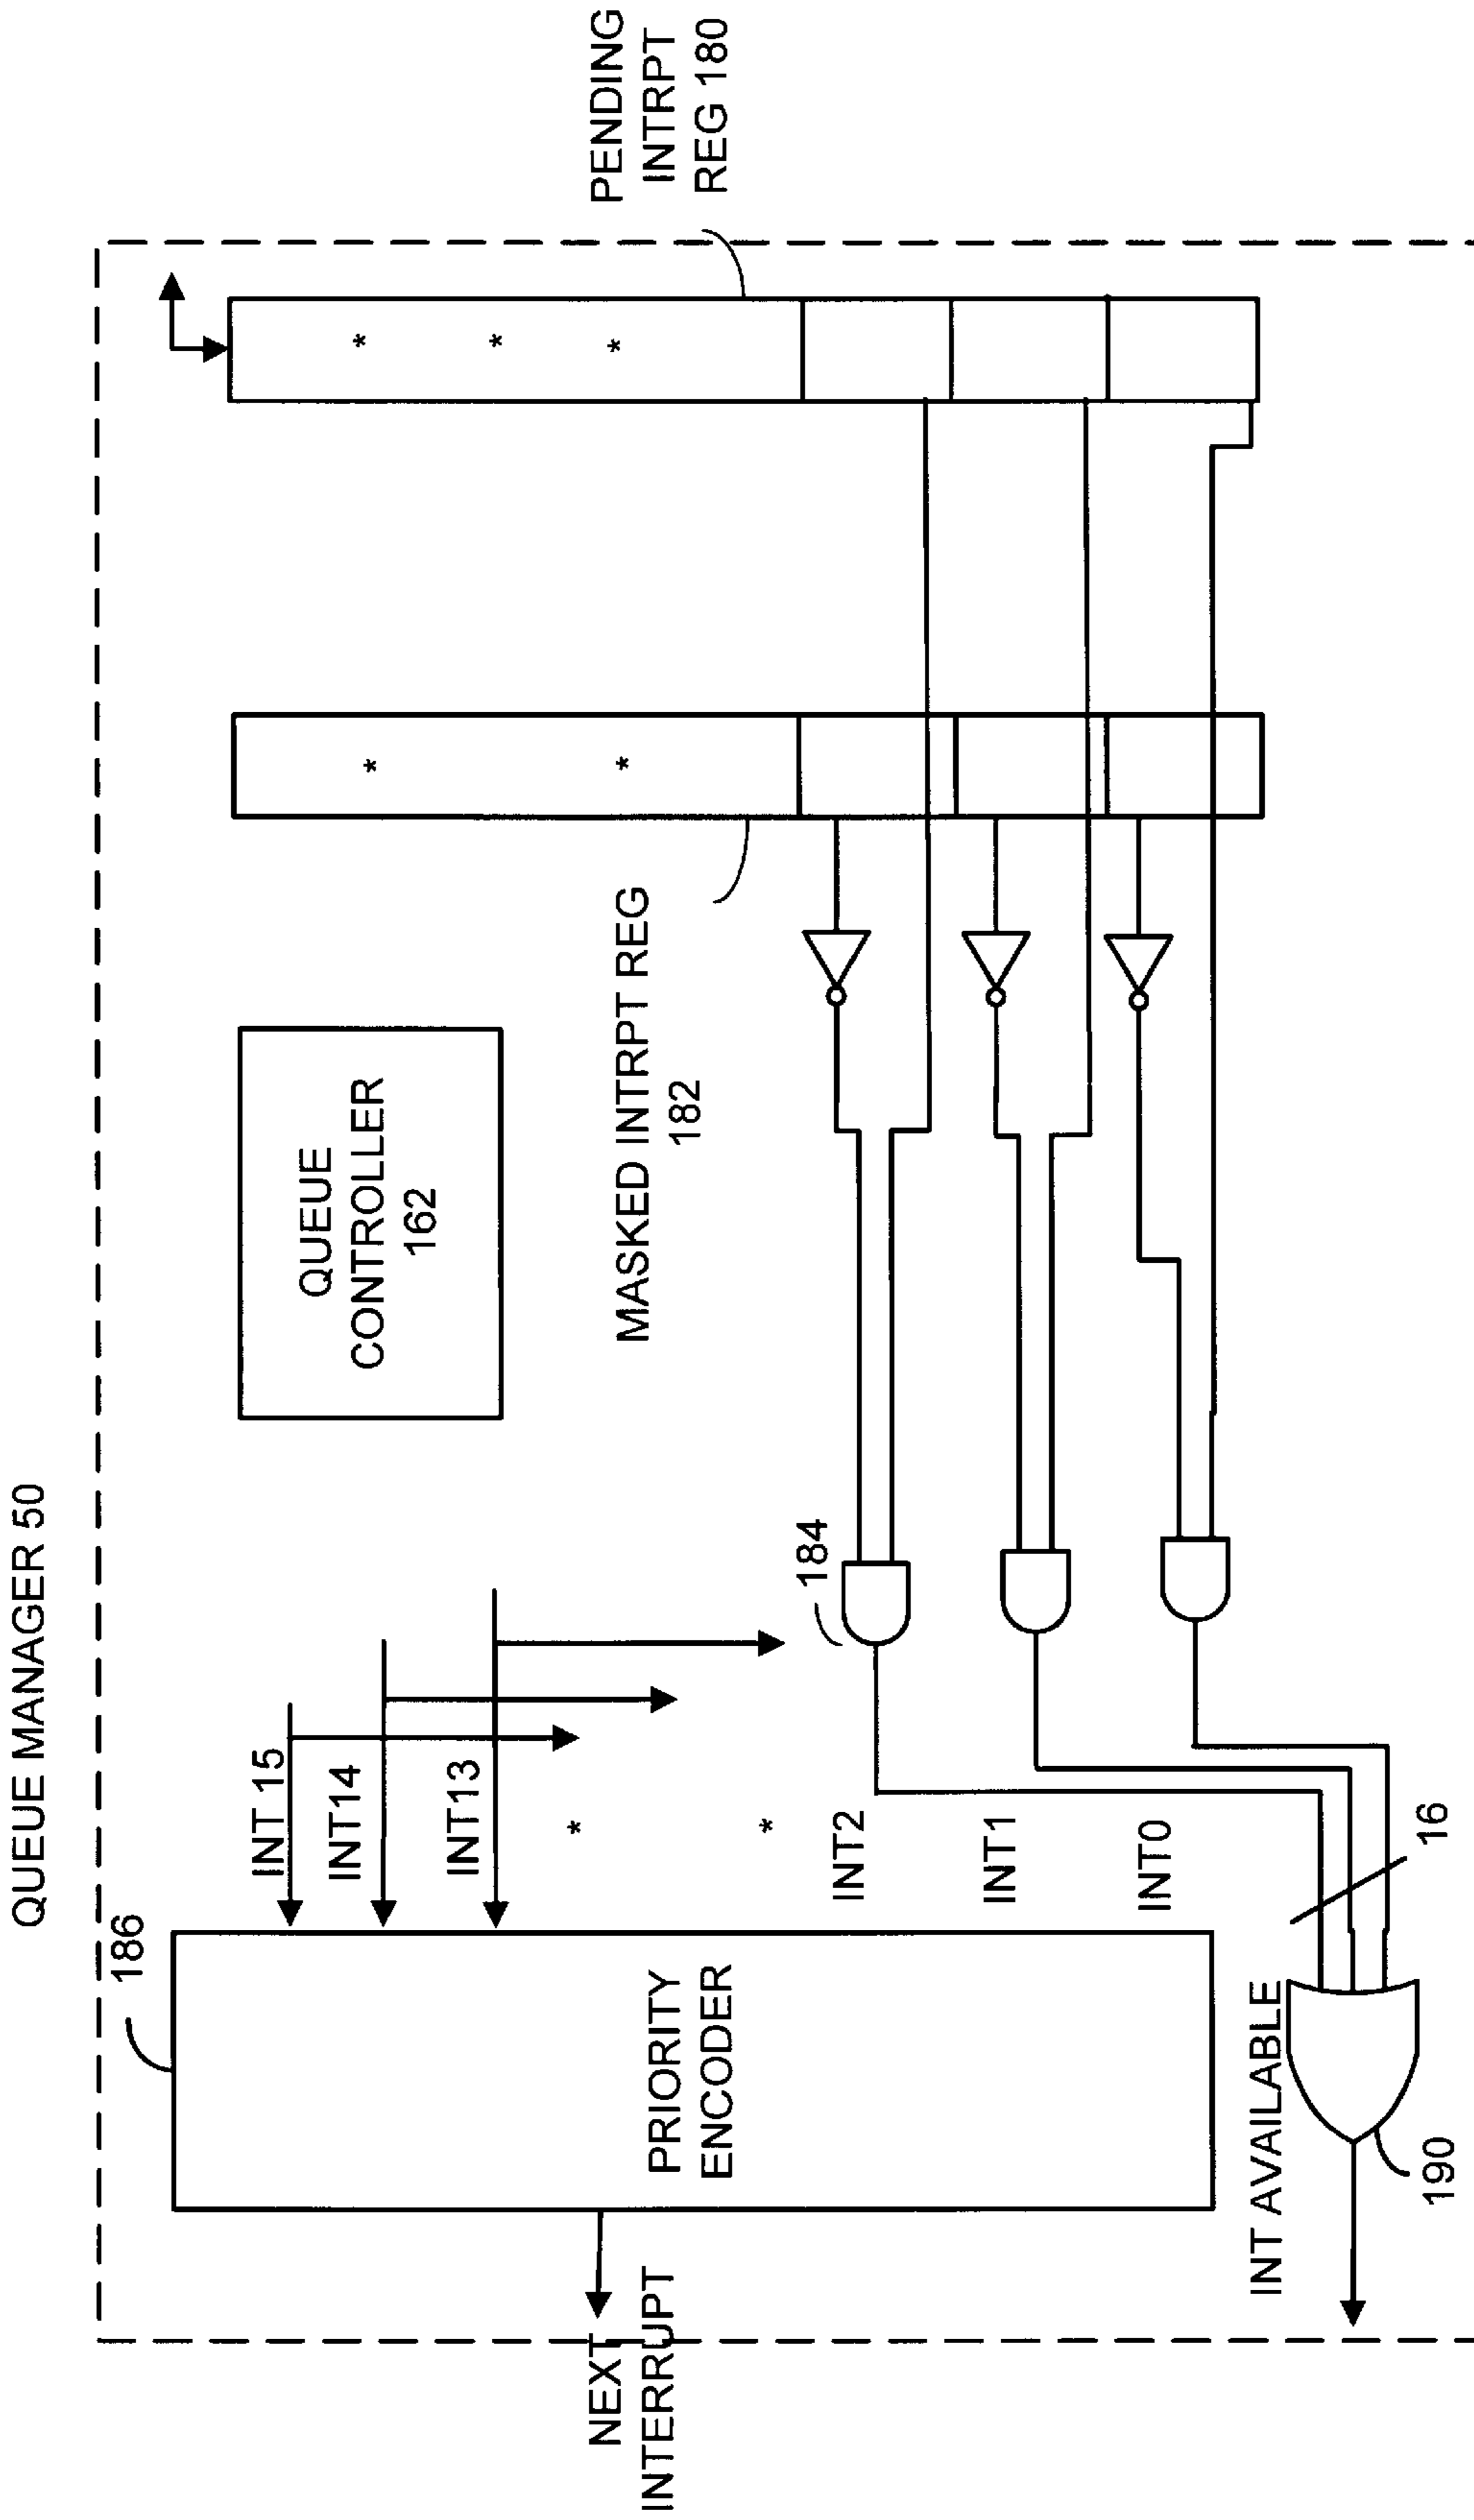 QUEUE MANAGER 50
186
INT 15
INT14
INT13
*
*
INT2
INT1
INT0
PRIORITY
ENCODER
NEXT
INTERRUPT
INT AVAILABLE
190
16
184
QUEUE
CONTROLLER
162
MASKED INTRPT REG
182
*
*
PENDING
INTRPT
REG 180
*
*
*